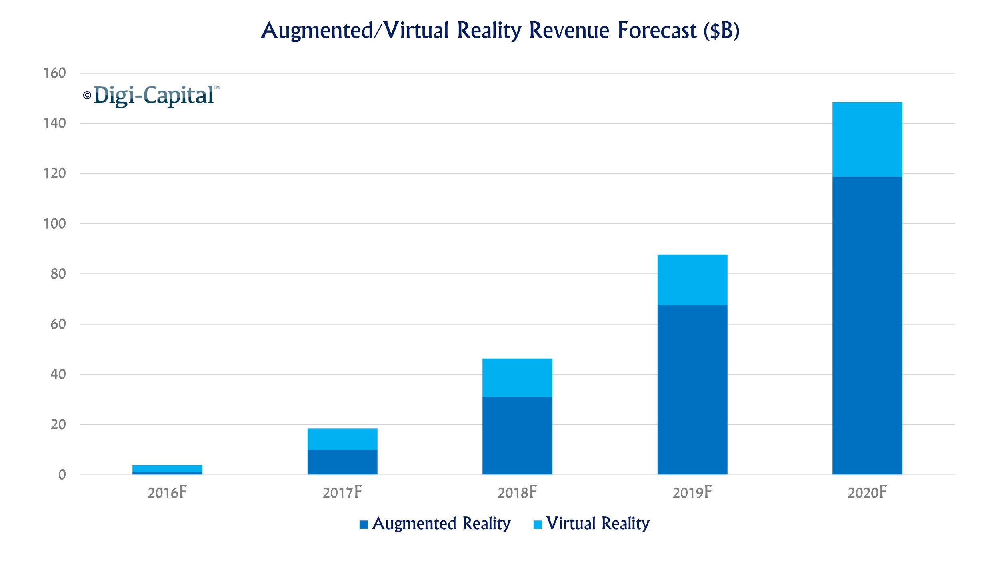 Augmented/Virtual Reality Revenue Forecast ($B)
160
©Digi-Capital™
140
120
100
80
60
40
20
0
2016F 2017F 2018F 2019F 2020F
Augmented Reality Virtual Reality